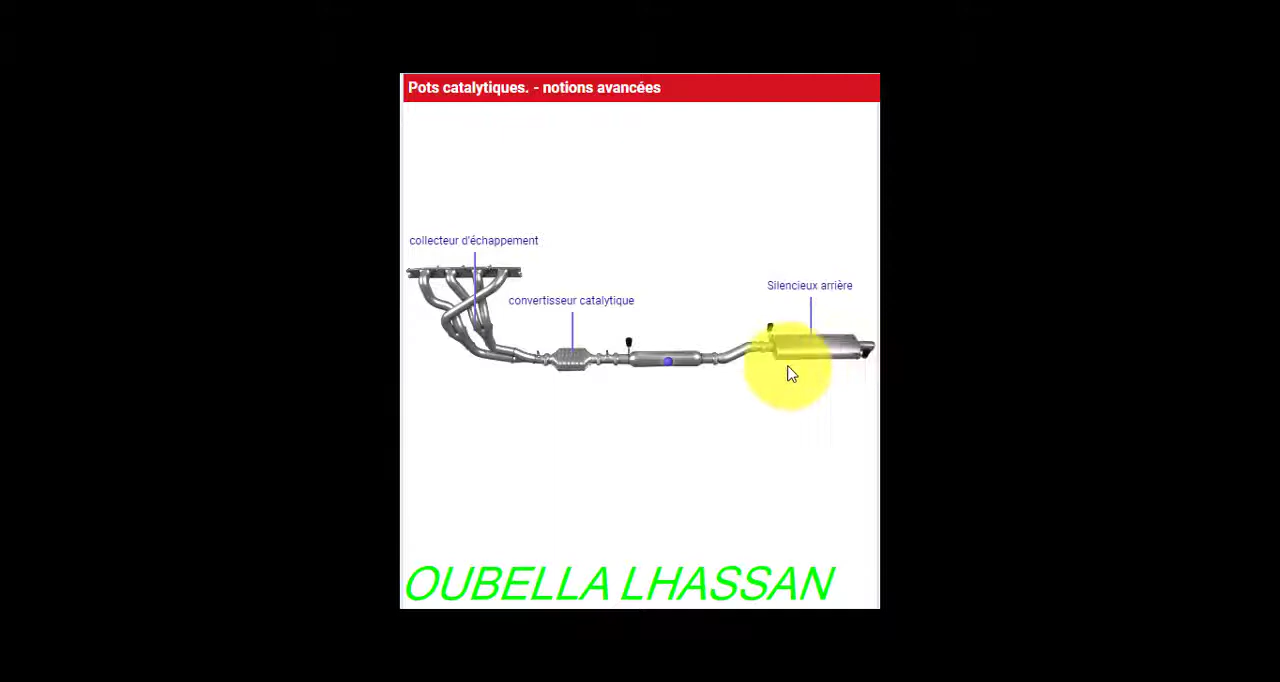 Pots catalytiques. - notions avancées
collecteur d'échappement
Silencieux arrière
convertisseur catalytique
OUBELLA LHASSAN